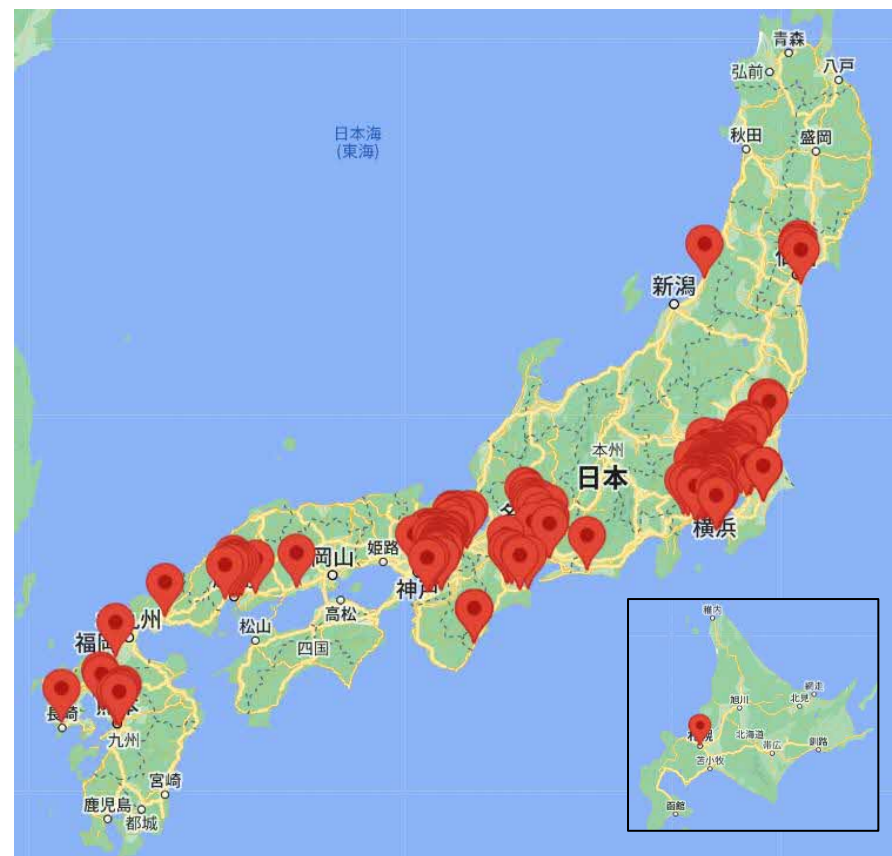 青森
弘前
八戸
日本海
(東海)
秋田
盛岡
新潟
本州
日本
横浜
岡山
姫路
神戸
高松
松山
四国
九州
福岡
長崎
九州
宮崎
鹿児島
都城
稚内
旭川
網走
北見
札幌
北海道
帯広
釧路
苫小牧
函館